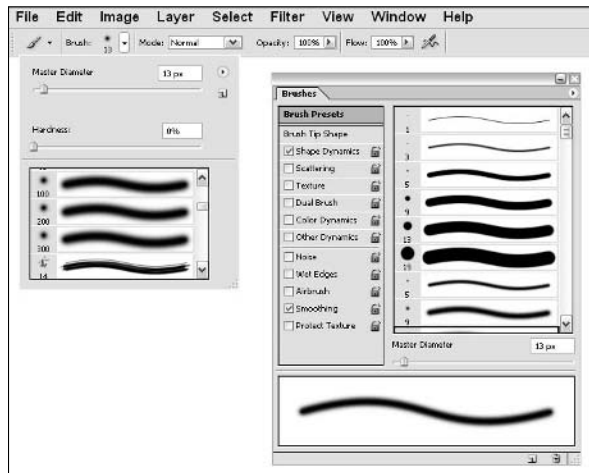 File Edit Image Layer Select Filter View Window Help
Brush: 13 Mode: Normal Opacity: 100% Flow: 100%
Master Diameter 13 px
Hardness: 0%
100
200
300
14
Brushes
Brush Presets
Brush Tip Shape
Shape Dynamics
Scattering
Texture
Dual Brush
Color Dynamics
Other Dynamics
Noise
Wet Edges
Airbrush
Smoothing
Protect Texture
1
3
5
9
13
19
5
9
Master Diameter 13 px